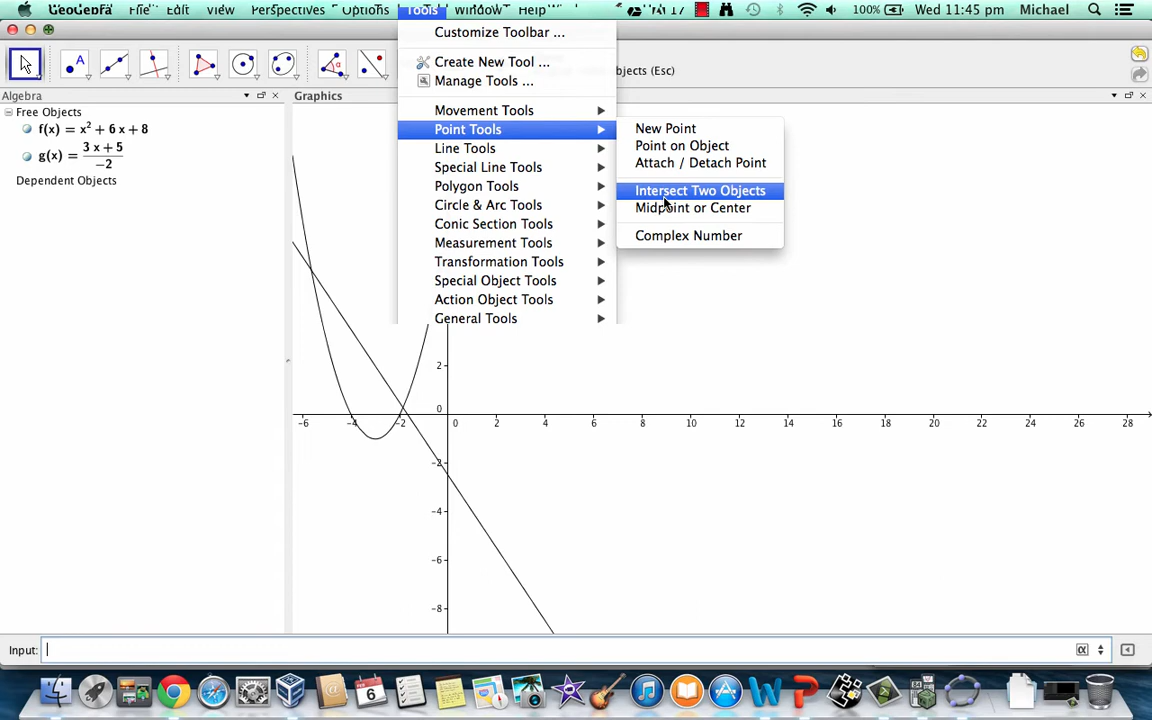 GeoGebra File Edit View Perspectives Options Tools Window Help 17 100% Wed 11:45 pm Michael
Customize Toolbar ...
Create New Tool ...
Manage Tools ...
Movement Tools
Point Tools
Line Tools
Special Line Tools
Polygon Tools
Circle & Arc Tools
Conic Section Tools
Measurement Tools
Transformation Tools
Special Object Tools
Action Object Tools
General Tools
New Point
Point on Object
Attach / Detach Point
Intersect Two Objects
Midpoint or Center
Complex Number
objects (Esc)
A
α
Algebra
Graphics
Free Objects
f(x) = x² + 6 x + 8
g(x) = (3 x + 5) / -2
Dependent Objects
2
0
-6 -4 -2 0 2 4 6 8 10 12 14 16 18 20 22 24 26 28
-2
-4
-6
-8
Input: α
6